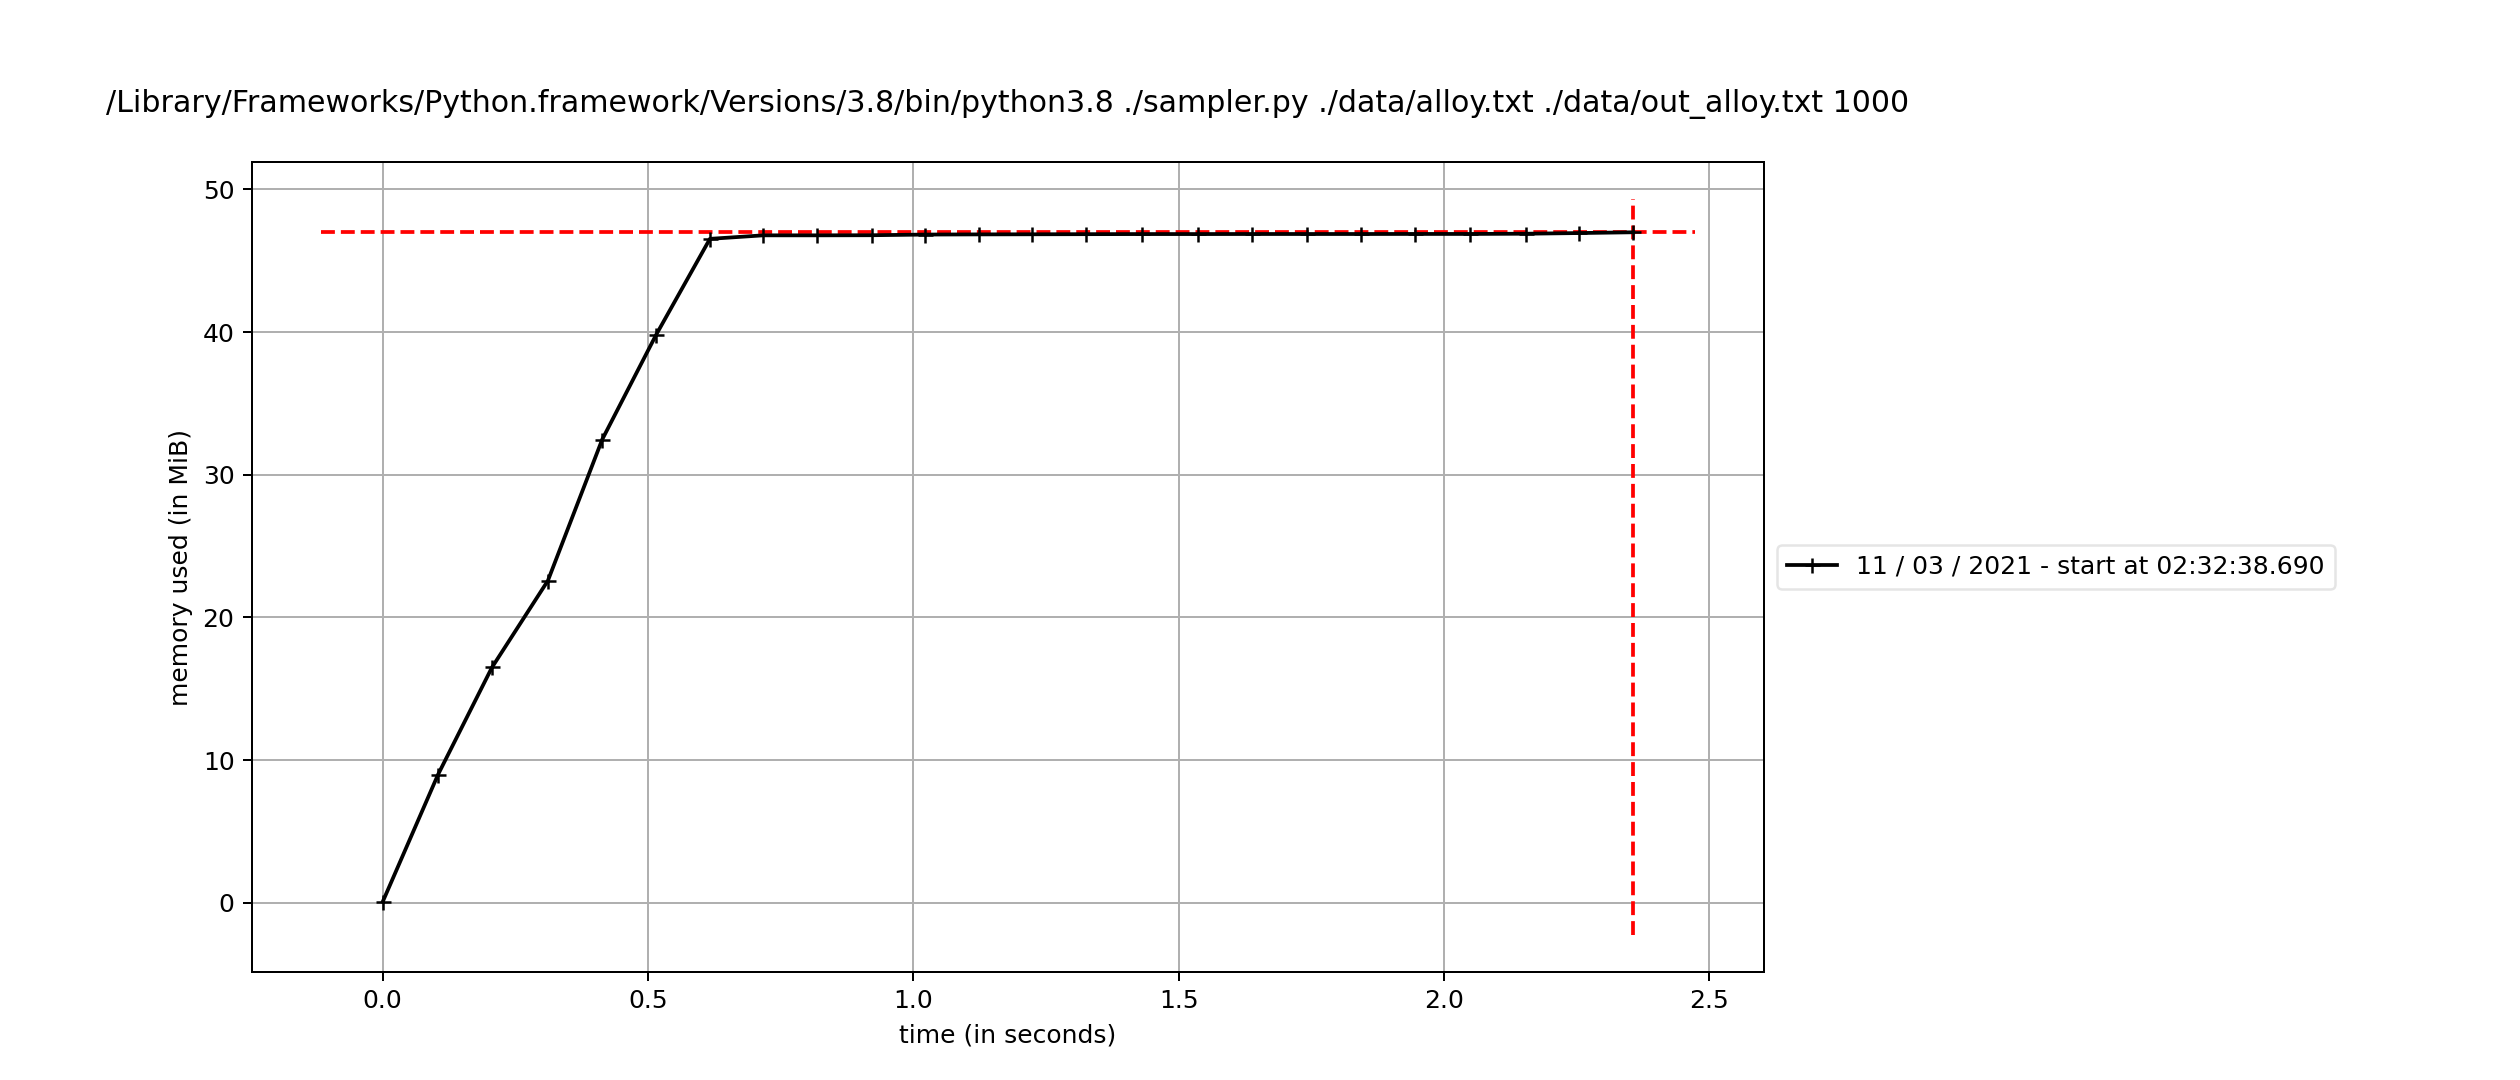 /Library/Frameworks/Python.framework/Versions/3.8/bin/python3.8 ./sampler.py ./data/alloy.txt ./data/out_alloy.txt 1000
50
40
30
20
10
0
memory used (in MiB)
11 / 03 / 2021 - start at 02:32:38.690
0.0 0.5 1.0 1.5 2.0 2.5
time (in seconds)